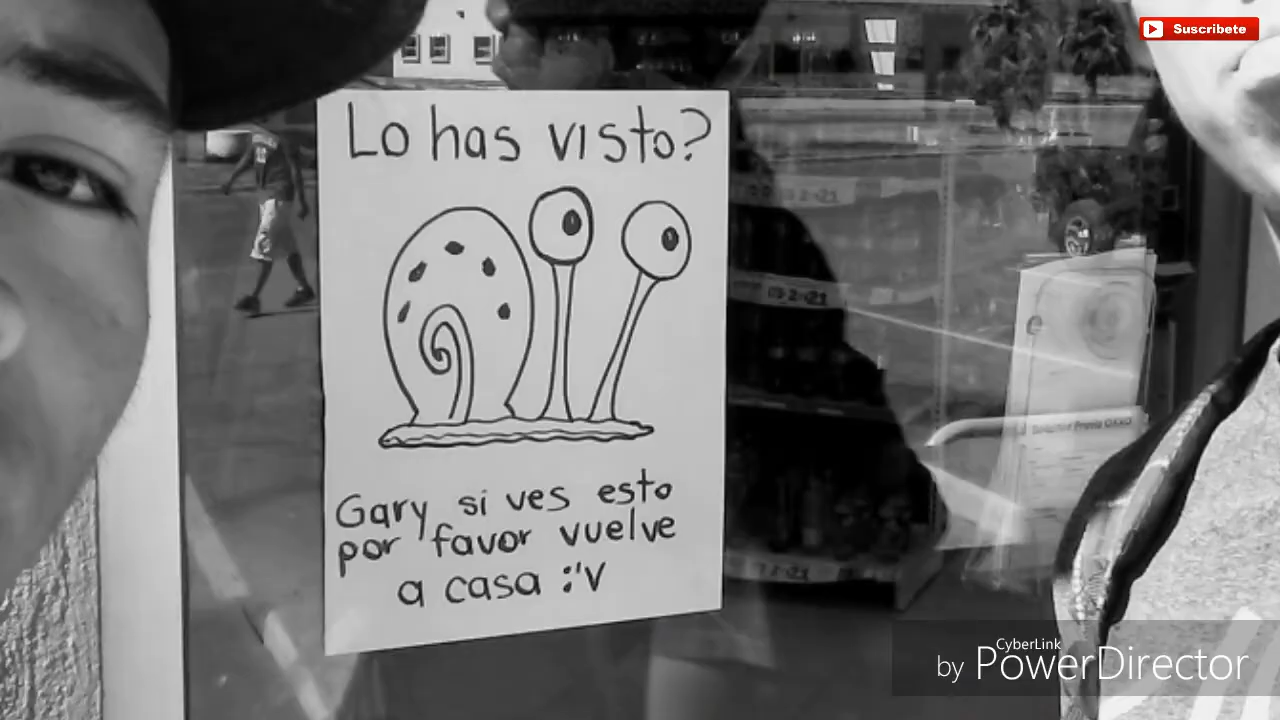 Suscribete
Lo has visto?
Gary si ves esto
por favor vuelve
a casa :'v
CyberLink
by PowerDirector